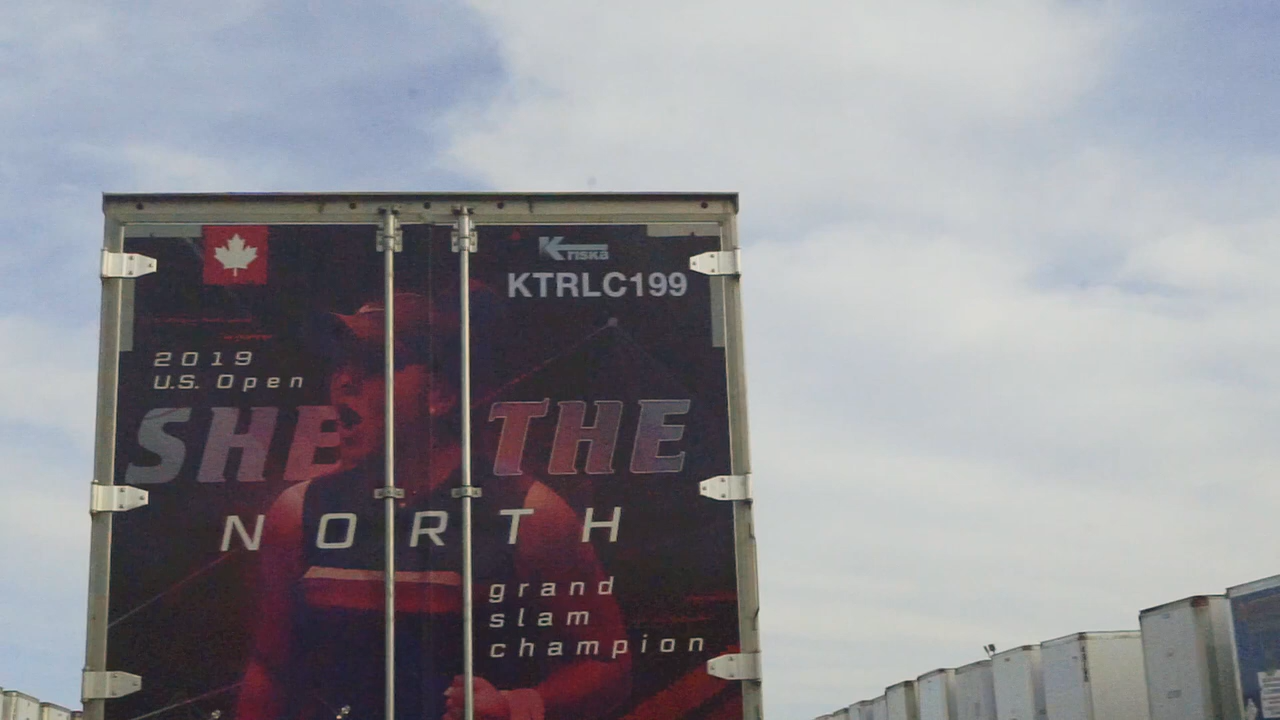 Kriska
KTRLC199
2019
U.S. Open
SHE THE
NORTH
grand
slam
champion